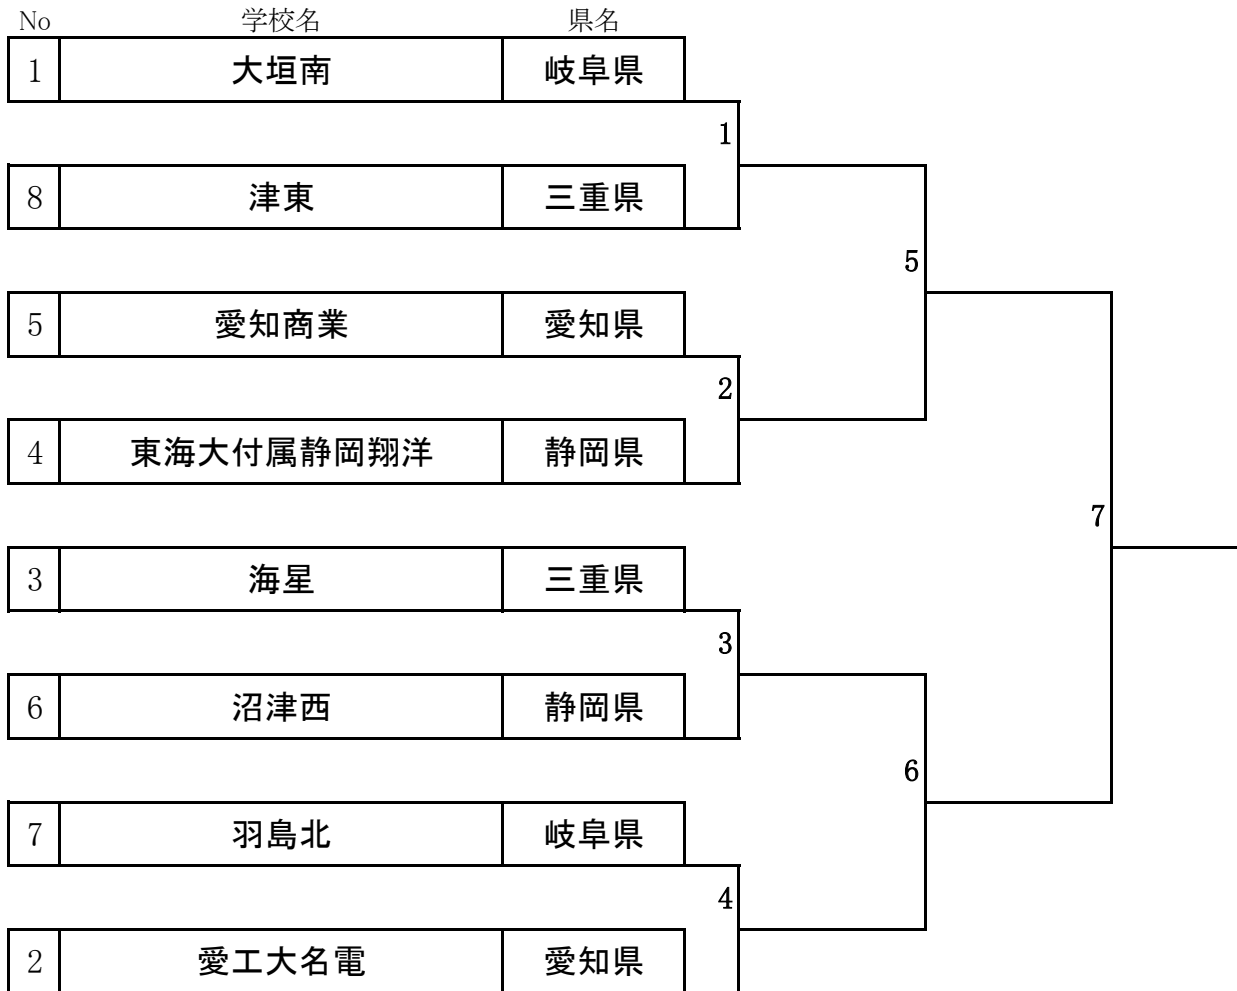 No 学校名 県名
1 大垣南 岐阜県
1
8 津東 三重県
5
5 愛知商業 愛知県
2
4 東海大付属静岡翔洋 静岡県
7
3 海星 三重県
3
6 沼津西 静岡県
6
7 羽島北 岐阜県
4
2 愛工大名電 愛知県